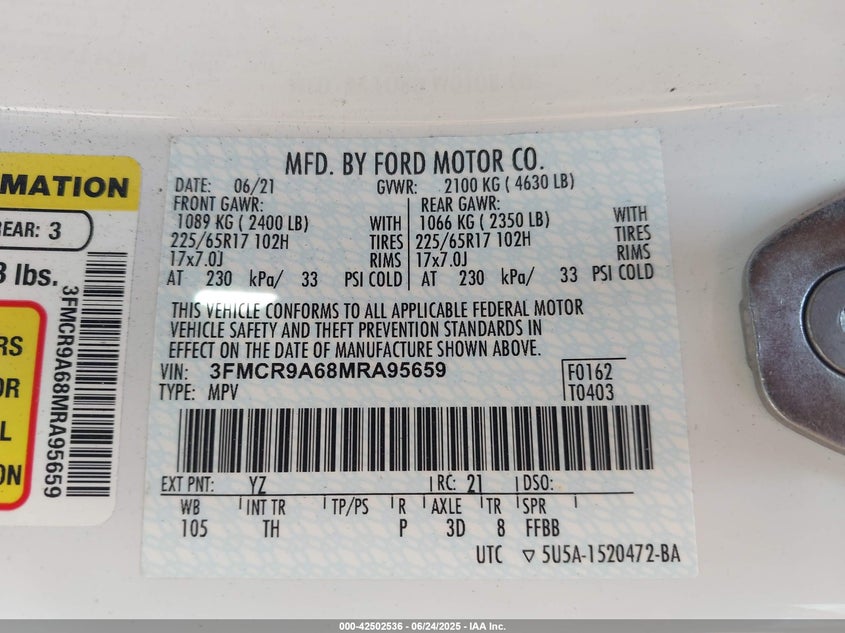 MFD. BY FORD MOTOR CO.
DATE: 06/21 GVWR: 2100 KG ( 4630 LB)
FRONT GAWR: REAR GAWR:
1089 KG ( 2400 LB) WITH 1066 KG ( 2350 LB) WITH
225/65R17 102H TIRES 225/65R17 102H TIRES
17x7.0J RIMS 17x7.0J RIMS
AT 230 kPa/ 33 PSI COLD AT 230 kPa/ 33 PSI COLD
THIS VEHICLE CONFORMS TO ALL APPLICABLE FEDERAL MOTOR
VEHICLE SAFETY AND THEFT PREVENTION STANDARDS IN
EFFECT ON THE DATE OF MANUFACTURE SHOWN ABOVE.
VIN: 3FMCR9A68MRA95659 F0162
TYPE: MPV T0403
EXT PNT: YZ RC: 21 DSO:
WB INT TR TP/PS R AXLE TR SPR
105 TH P 3D 8 FFBB
UTC ▽ 5U5A-1520472-BA
MATION
REAR: 3
lbs.
3FMCR9A68MRA95659
RS
OR
L
ON
000-42502536 - 06/24/2025 - IAA Inc.